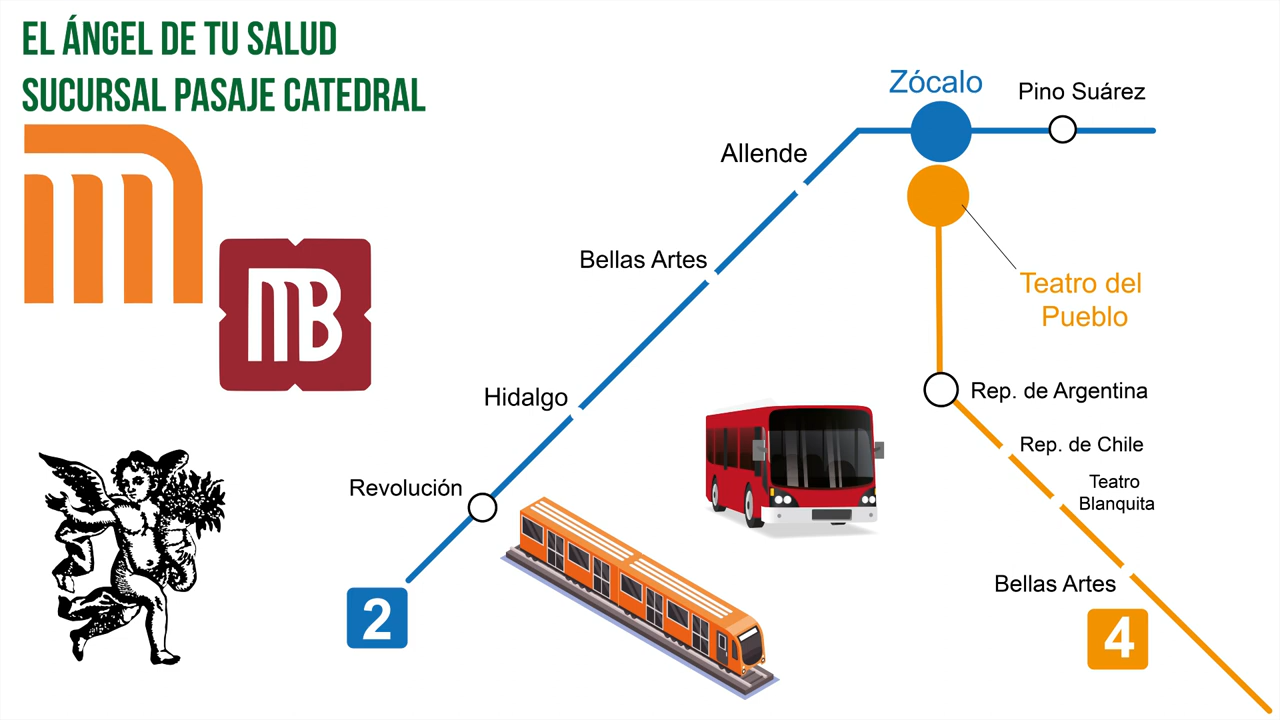 EL ÁNGEL DE TU SALUD
SUCURSAL PASAJE CATEDRAL
MB
Zócalo
Pino Suárez
Allende
Bellas Artes
Teatro del
Pueblo
Hidalgo
Rep. de Argentina
Rep. de Chile
Revolución
Teatro
Blanquita
Bellas Artes
2
4